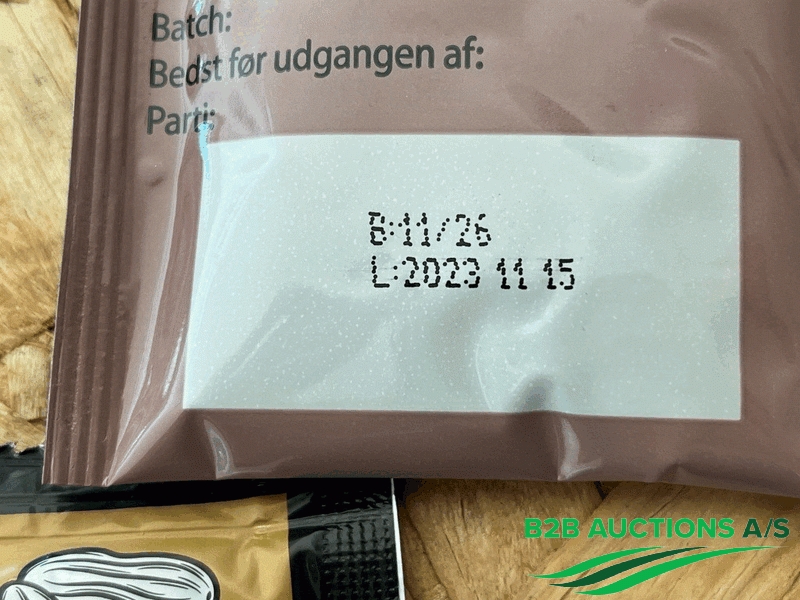 Batch:
Bedst før udgangen af:
Parti:
B:11/26
L:2023 11 15
B2B AUCTIONS A/S